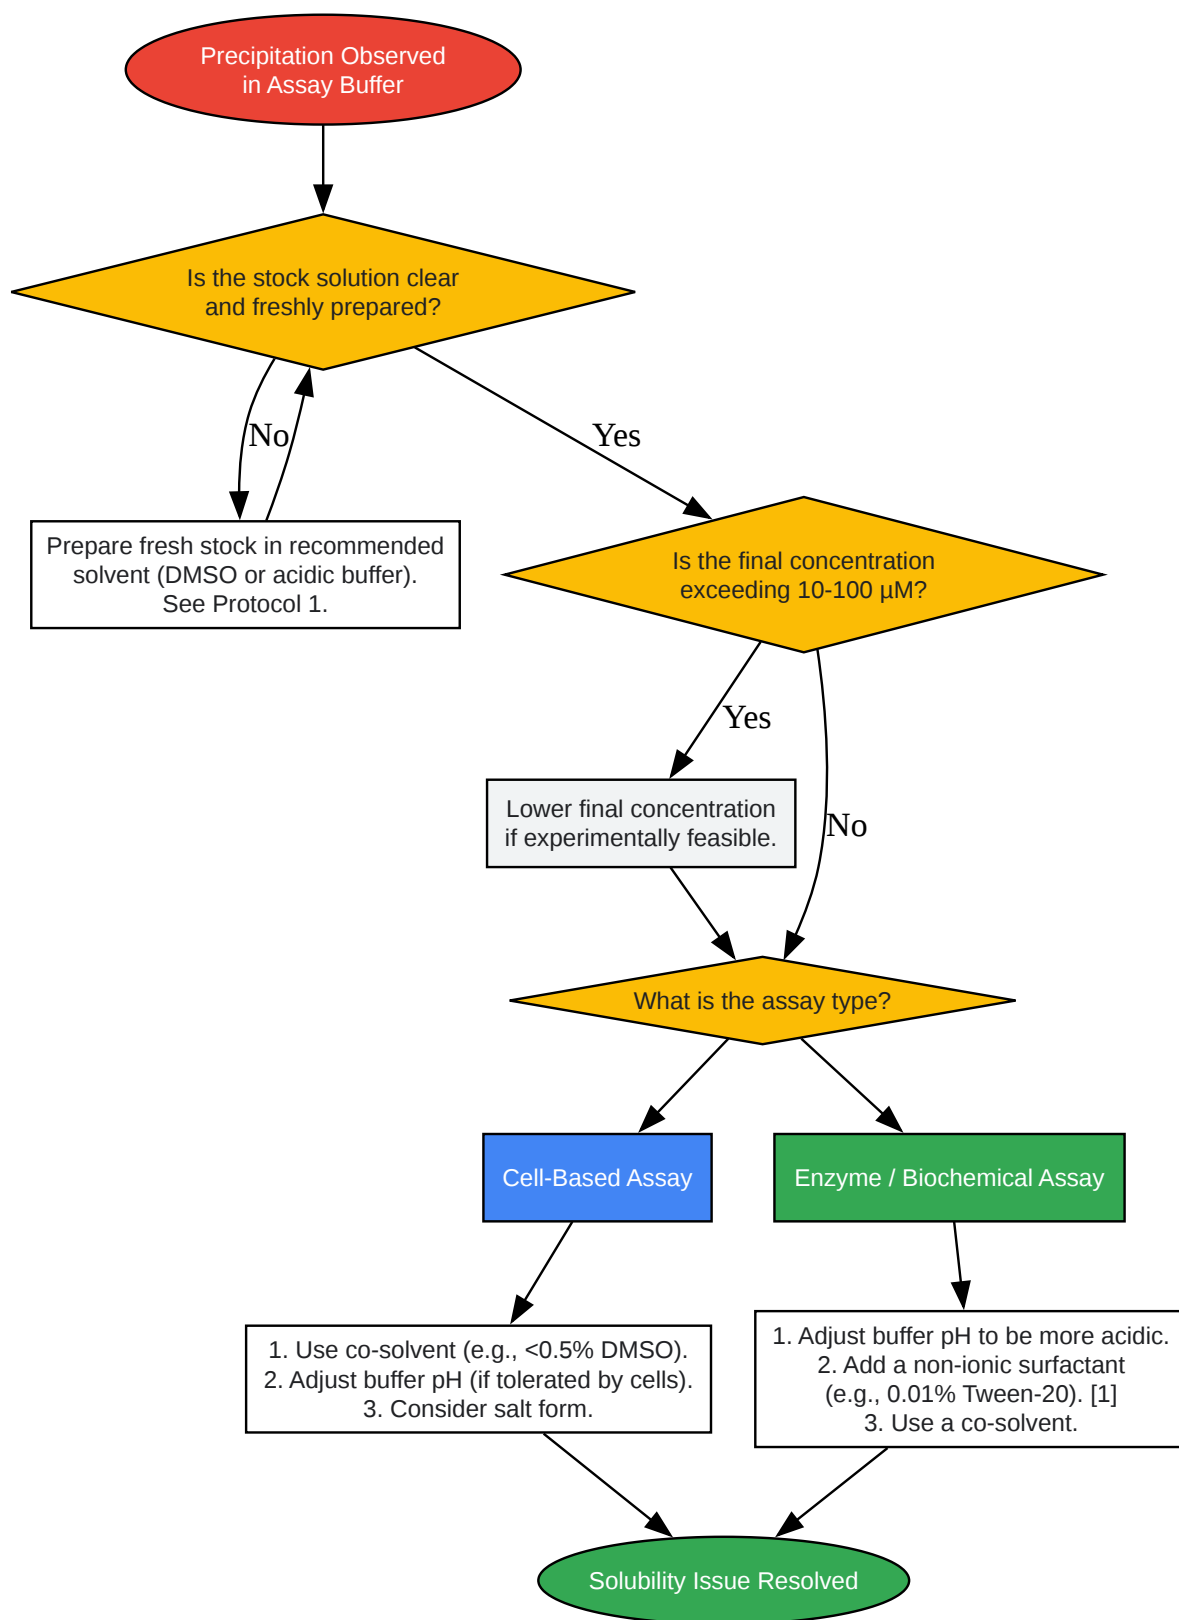 Precipitation Observed
in Assay Buffer
Is the stock solution clear
and freshly prepared?
No
Yes
Prepare fresh stock in recommended
solvent (DMSO or acidic buffer).
See Protocol 1.
Is the final concentration
exceeding 10-100 µM?
Yes
No
Lower final concentration
if experimentally feasible.
What is the assay type?
Cell-Based Assay
Enzyme / Biochemical Assay
1. Use co-solvent (e.g., <0.5% DMSO).
2. Adjust buffer pH (if tolerated by cells).
3. Consider salt form.
1. Adjust buffer pH to be more acidic.
2. Add a non-ionic surfactant
(e.g., 0.01% Tween-20). [1]
3. Use a co-solvent.
Solubility Issue Resolved